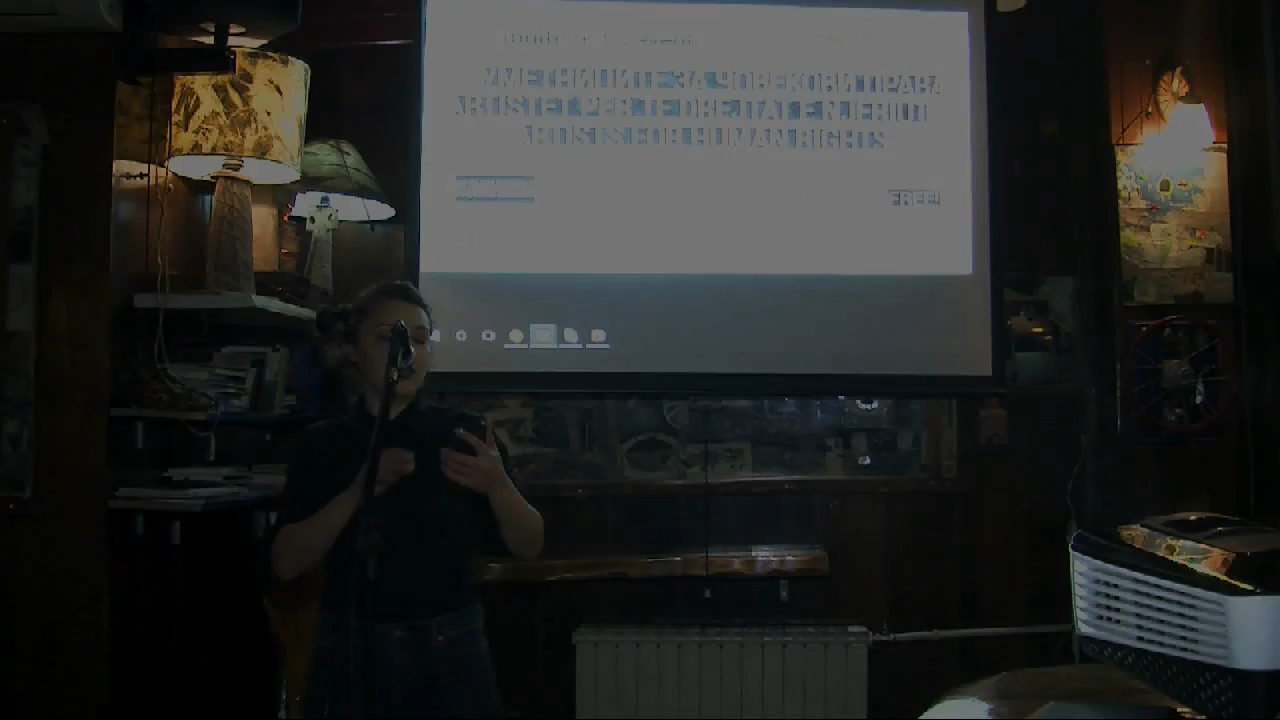 УМЕТНИЦИТЕ ЗА ЧОВЕКОВИ ПРАВА
ARTISTËT PËR TË DREJTAT E NJERIUT
ARTISTS FOR HUMAN RIGHTS
FREE!